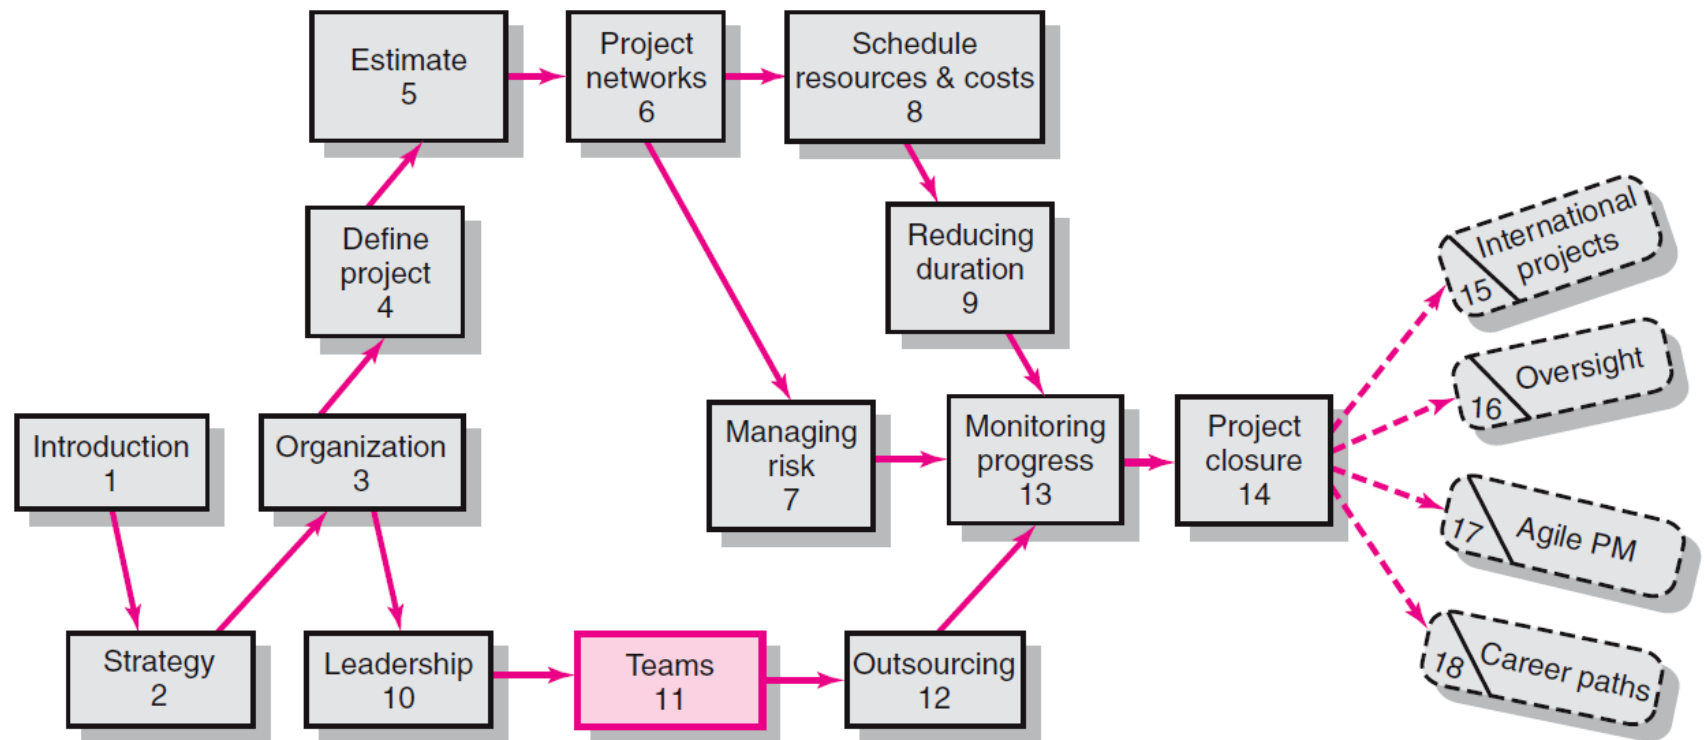 Estimate
5
Project
networks
6
Schedule
resources & costs
8
Define
project
4
Reducing
duration
9
International
projects
15
Oversight
16
Introduction
1
Organization
3
Managing
risk
7
Monitoring
progress
13
Project
closure
14
Agile PM
17
Strategy
2
Leadership
10
Teams
11
Outsourcing
12
Career paths
18